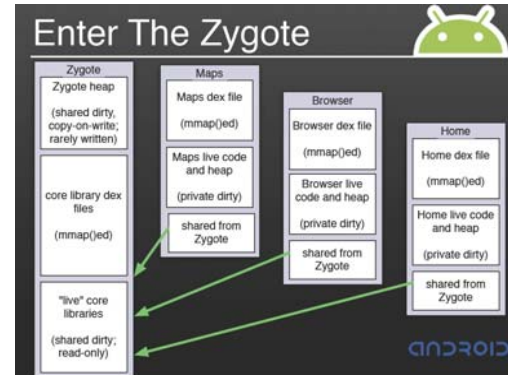 Enter The Zygote
Zygote
Zygote heap
(shared dirty,
copy-on-write;
rarely written)
core library dex
files
(mmap()ed)
"live" core
libraries
(shared dirty;
read-only)
Maps
Maps dex file
(mmap()ed)
Maps live code
and heap
(private dirty)
shared from
Zygote
Browser
Browser dex file
(mmap()ed)
Browser live
code and heap
(private dirty)
shared from
Zygote
Home
Home dex file
(mmap()ed)
Home live code
and heap
(private dirty)
shared from
Zygote
ANDROID